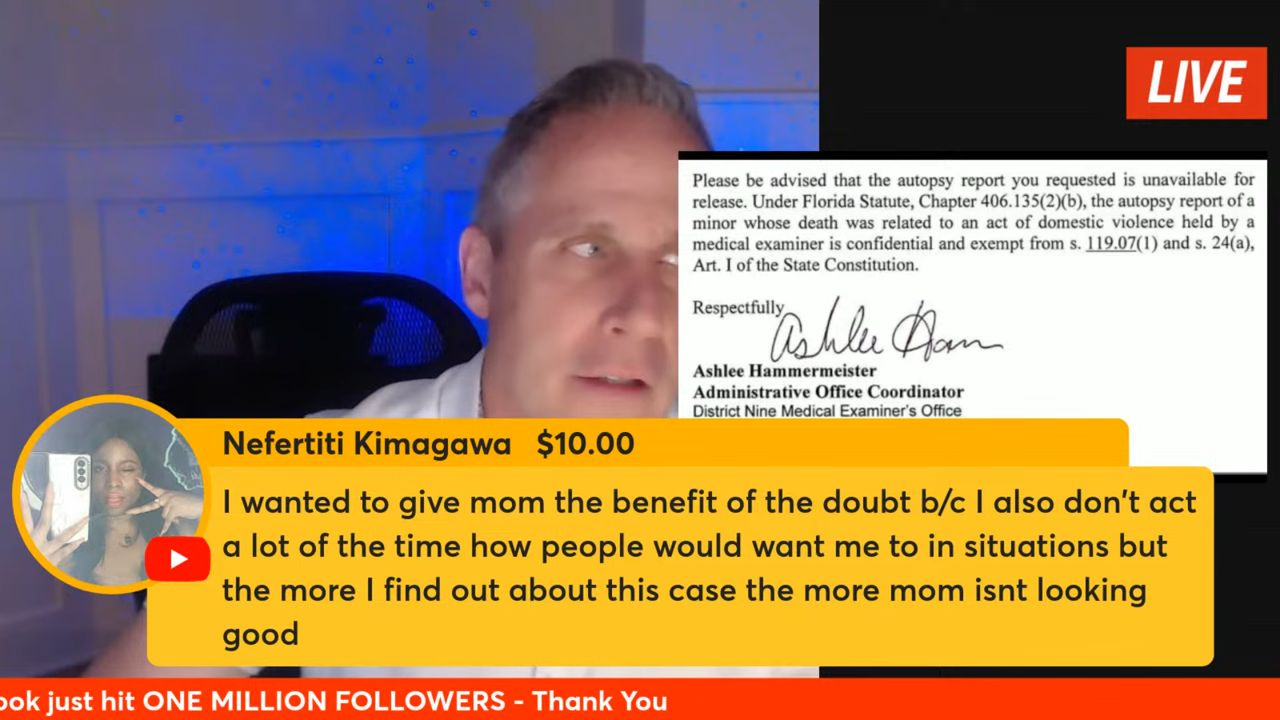 LIVE
Please be advised that the autopsy report you requested is unavailable for
release. Under Florida Statute, Chapter 406.135(2)(b), the autopsy report of a
minor whose death was related to an act of domestic violence held by a
medical examiner is confidential and exempt from s. 119.07(1) and s. 24(a),
Art. I of the State Constitution.
Respectfully
Ashlee Hammermeister
Administrative Office Coordinator
District Nine Medical Examiner's Office
Nefertiti Kimagawa $10.00
I wanted to give mom the benefit of the doubt b/c I also don't act
a lot of the time how people would want me to in situations but
the more I find out about this case the more mom isnt looking
good
ook just hit ONE MILLION FOLLOWERS - Thank You